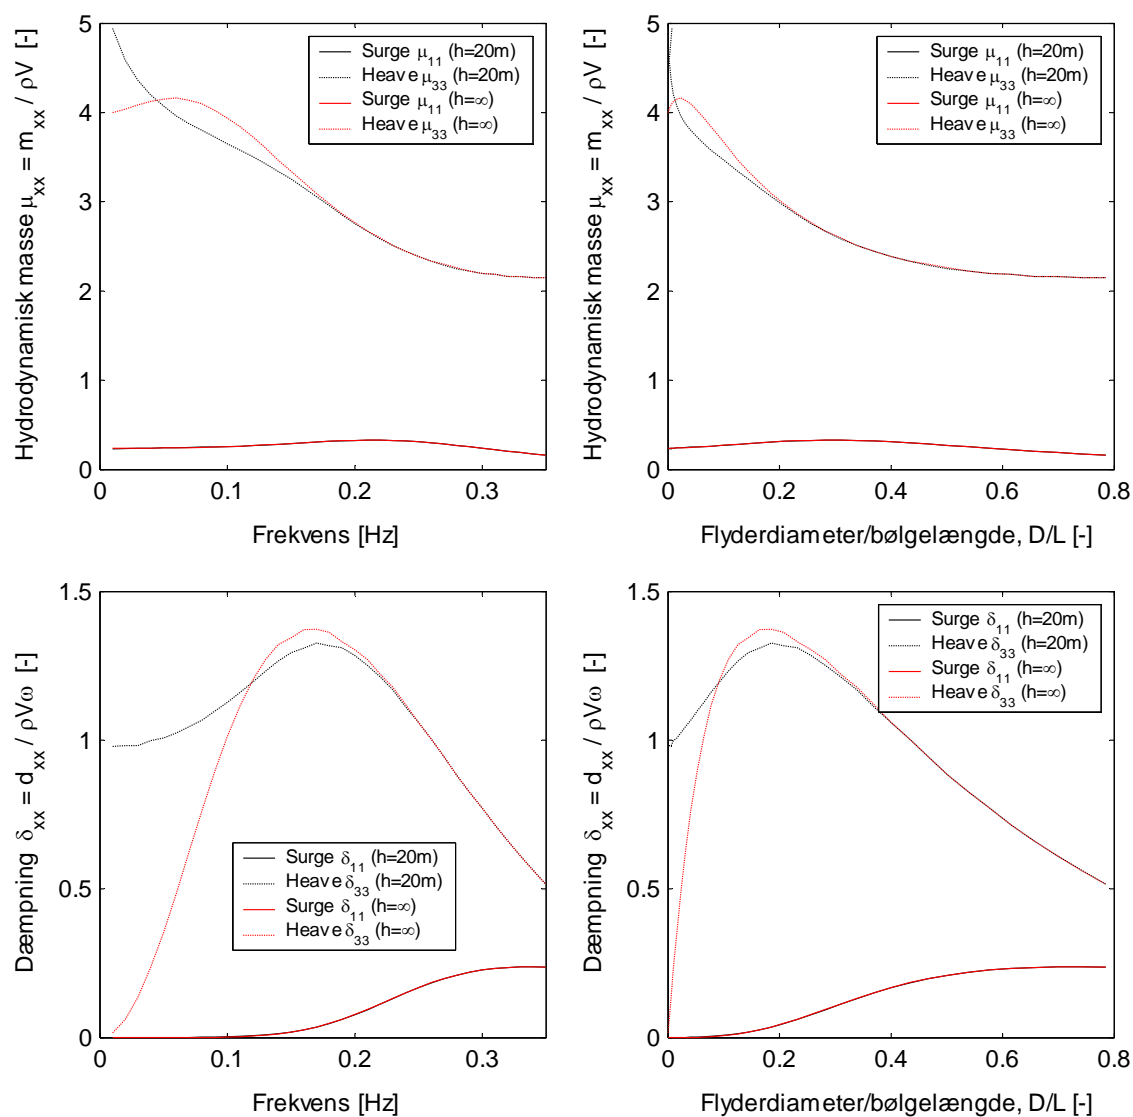 Hydrodynamisk masse μxx = mxx / ρV [-]
5
4
3
2
1
0
Surge μ11 (h=20m)
Heave μ33 (h=20m)
Surge μ11 (h=∞)
Heave μ33 (h=∞)
0 0.1 0.2 0.3
Frekvens [Hz]
Hydrodynamisk masse μxx = mxx / ρV [-]
5
4
3
2
1
0
Surge μ11 (h=20m)
Heave μ33 (h=20m)
Surge μ11 (h=∞)
Heave μ33 (h=∞)
0 0.2 0.4 0.6 0.8
Flyderdiameter/bølgelængde, D/L [-]
Dæmpning δxx = dxx / ρVω [-]
1.5
1
0.5
0
Surge δ11 (h=20m)
Heave δ33 (h=20m)
Surge δ11 (h=∞)
Heave δ33 (h=∞)
0 0.1 0.2 0.3
Frekvens [Hz]
Dæmpning δxx = dxx / ρVω [-]
1.5
1
0.5
0
Surge δ11 (h=20m)
Heave δ33 (h=20m)
Surge δ11 (h=∞)
Heave δ33 (h=∞)
0 0.2 0.4 0.6 0.8
Flyderdiameter/bølgelængde, D/L [-]